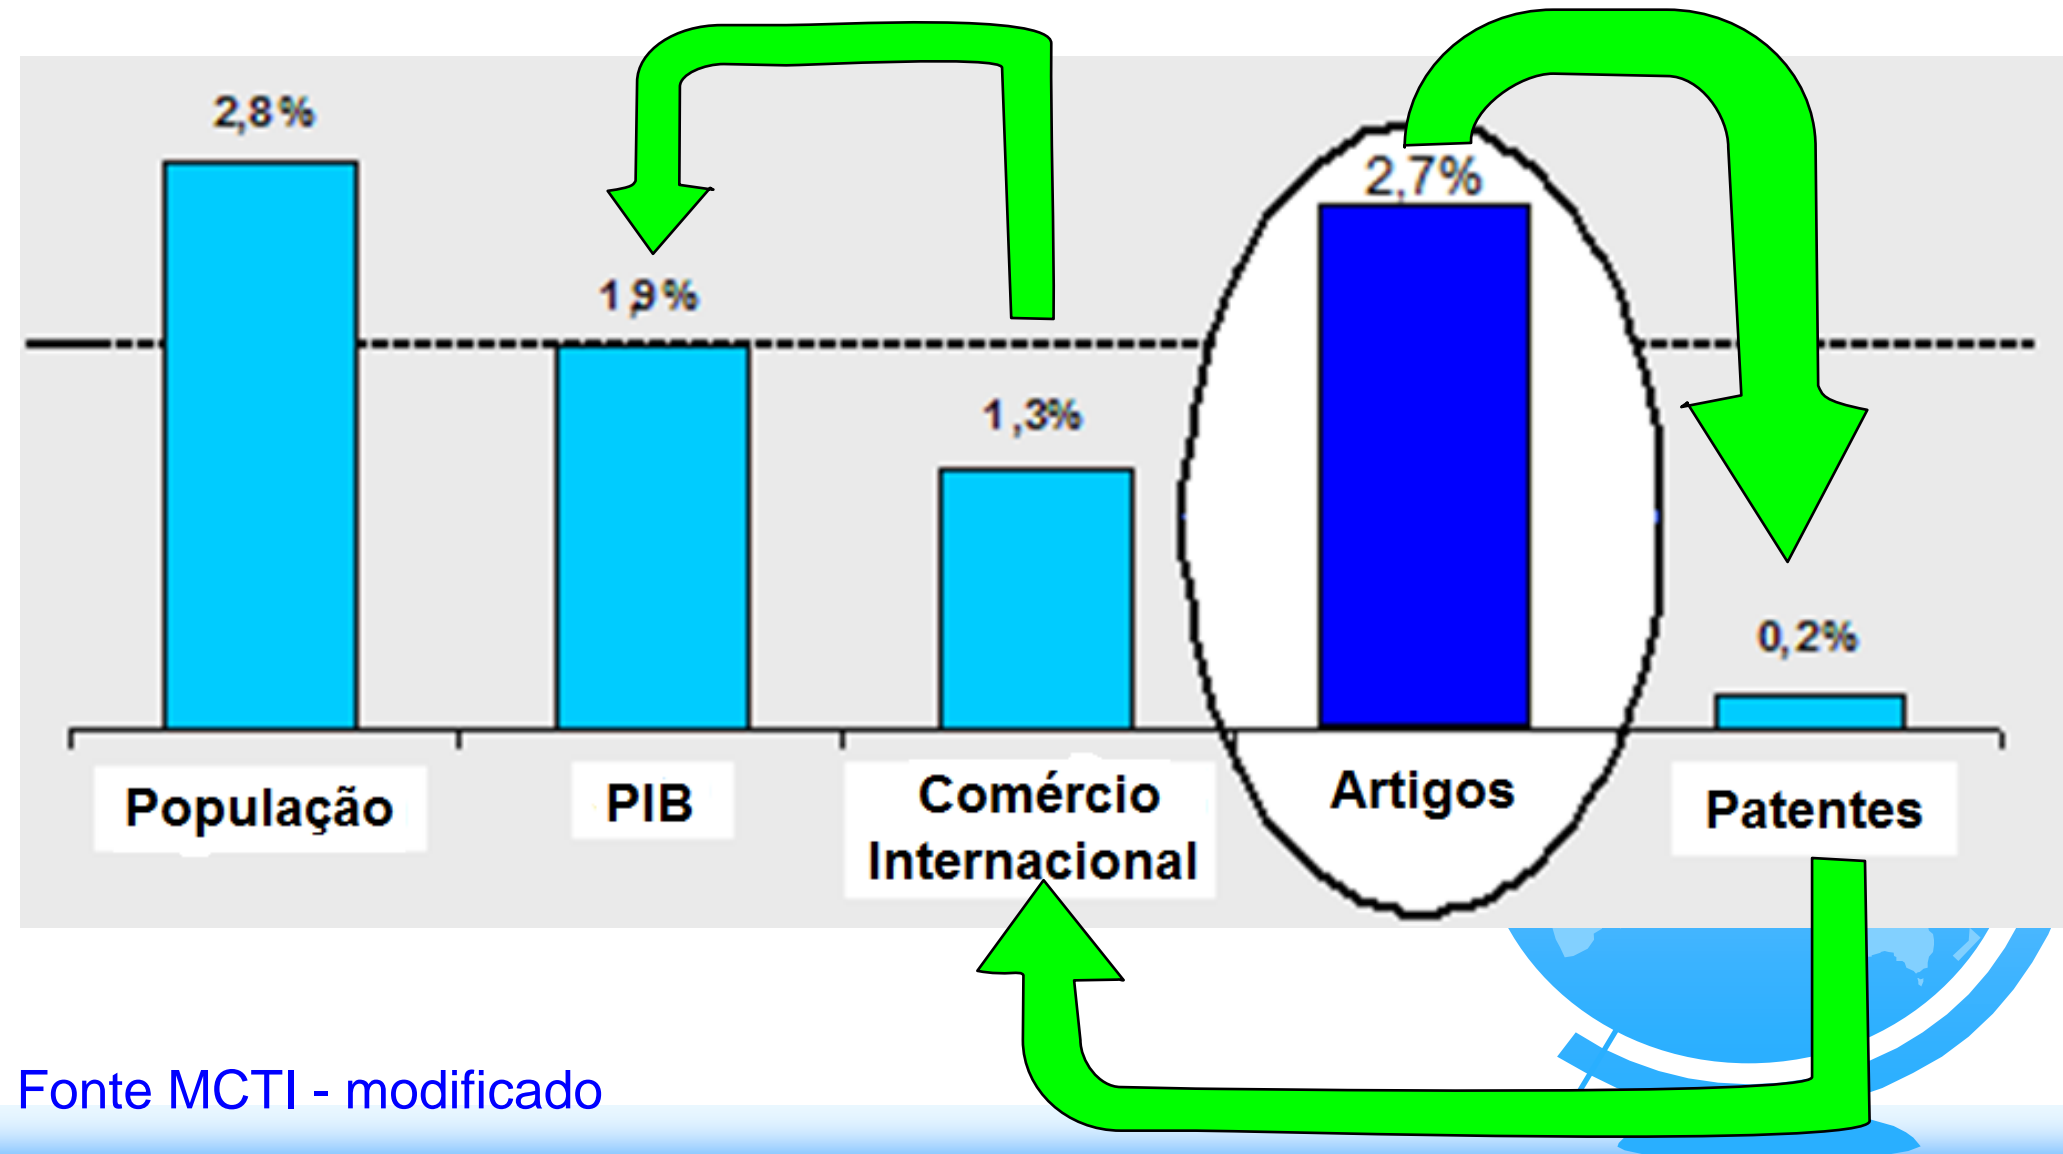 2,8%
1,9%
1,3%
2,7%
0,2%
População
PIB
Comércio
Internacional
Artigos
Patentes
Fonte MCTI - modificado